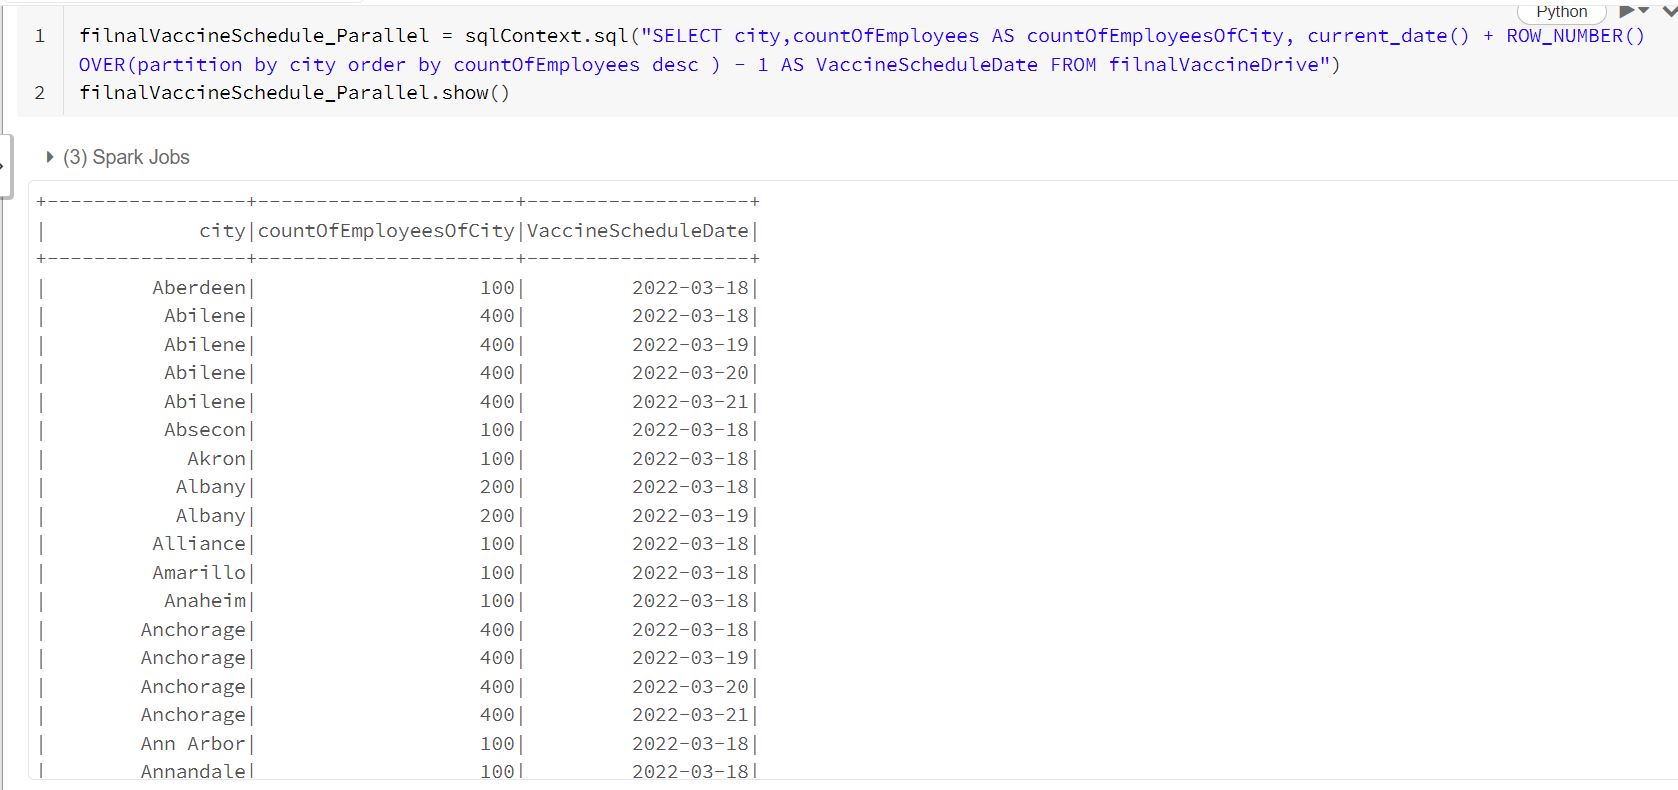 Python
1 filnalVaccineSchedule_Parallel = sqlContext.sql("SELECT city,countOfEmployees AS countOfEmployeesOfCity, current_date() + ROW_NUMBER()
OVER(partition by city order by countOfEmployees desc ) - 1 AS VaccineScheduleDate FROM filnalVaccineDrive")
2 filnalVaccineSchedule_Parallel.show()
(3) Spark Jobs
+-----------------+----------------------+-------------------+
| city|countOfEmployeesOfCity|VaccineScheduleDate|
+-----------------+----------------------+-------------------+
| Aberdeen| 100| 2022-03-18|
| Abilene| 400| 2022-03-18|
| Abilene| 400| 2022-03-19|
| Abilene| 400| 2022-03-20|
| Abilene| 400| 2022-03-21|
| Absecon| 100| 2022-03-18|
| Akron| 100| 2022-03-18|
| Albany| 200| 2022-03-18|
| Albany| 200| 2022-03-19|
| Alliance| 100| 2022-03-18|
| Amarillo| 100| 2022-03-18|
| Anaheim| 100| 2022-03-18|
| Anchorage| 400| 2022-03-18|
| Anchorage| 400| 2022-03-19|
| Anchorage| 400| 2022-03-20|
| Anchorage| 400| 2022-03-21|
| Ann Arbor| 100| 2022-03-18|
| Annandale| 100| 2022-03-18|